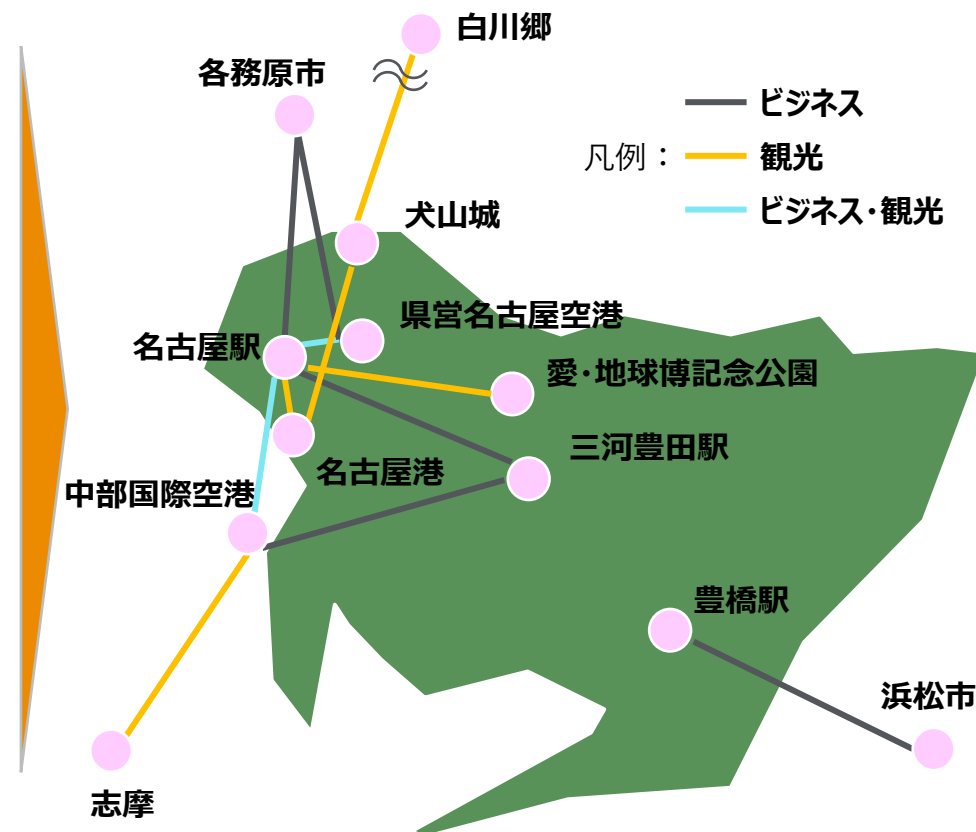 白川郷
各務原市
ビジネス
凡例：
観光
ビジネス・観光
犬山城
県営名古屋空港
名古屋駅
愛・地球博記念公園
三河豊田駅
名古屋港
中部国際空港
豊橋駅
浜松市
志摩